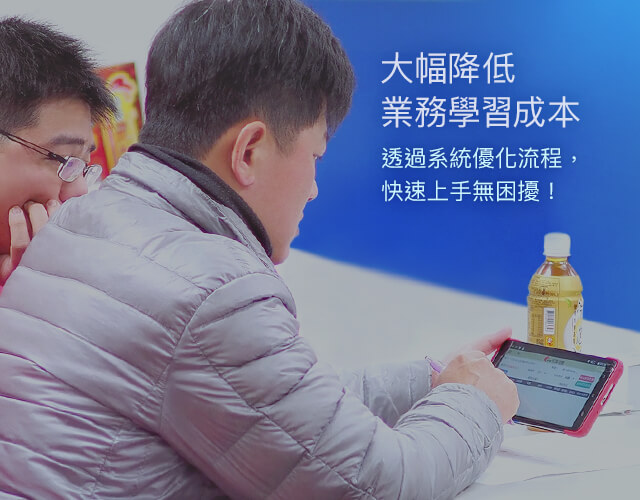 大幅降低
業務學習成本
透過系統優化流程，
快速上手無困擾！